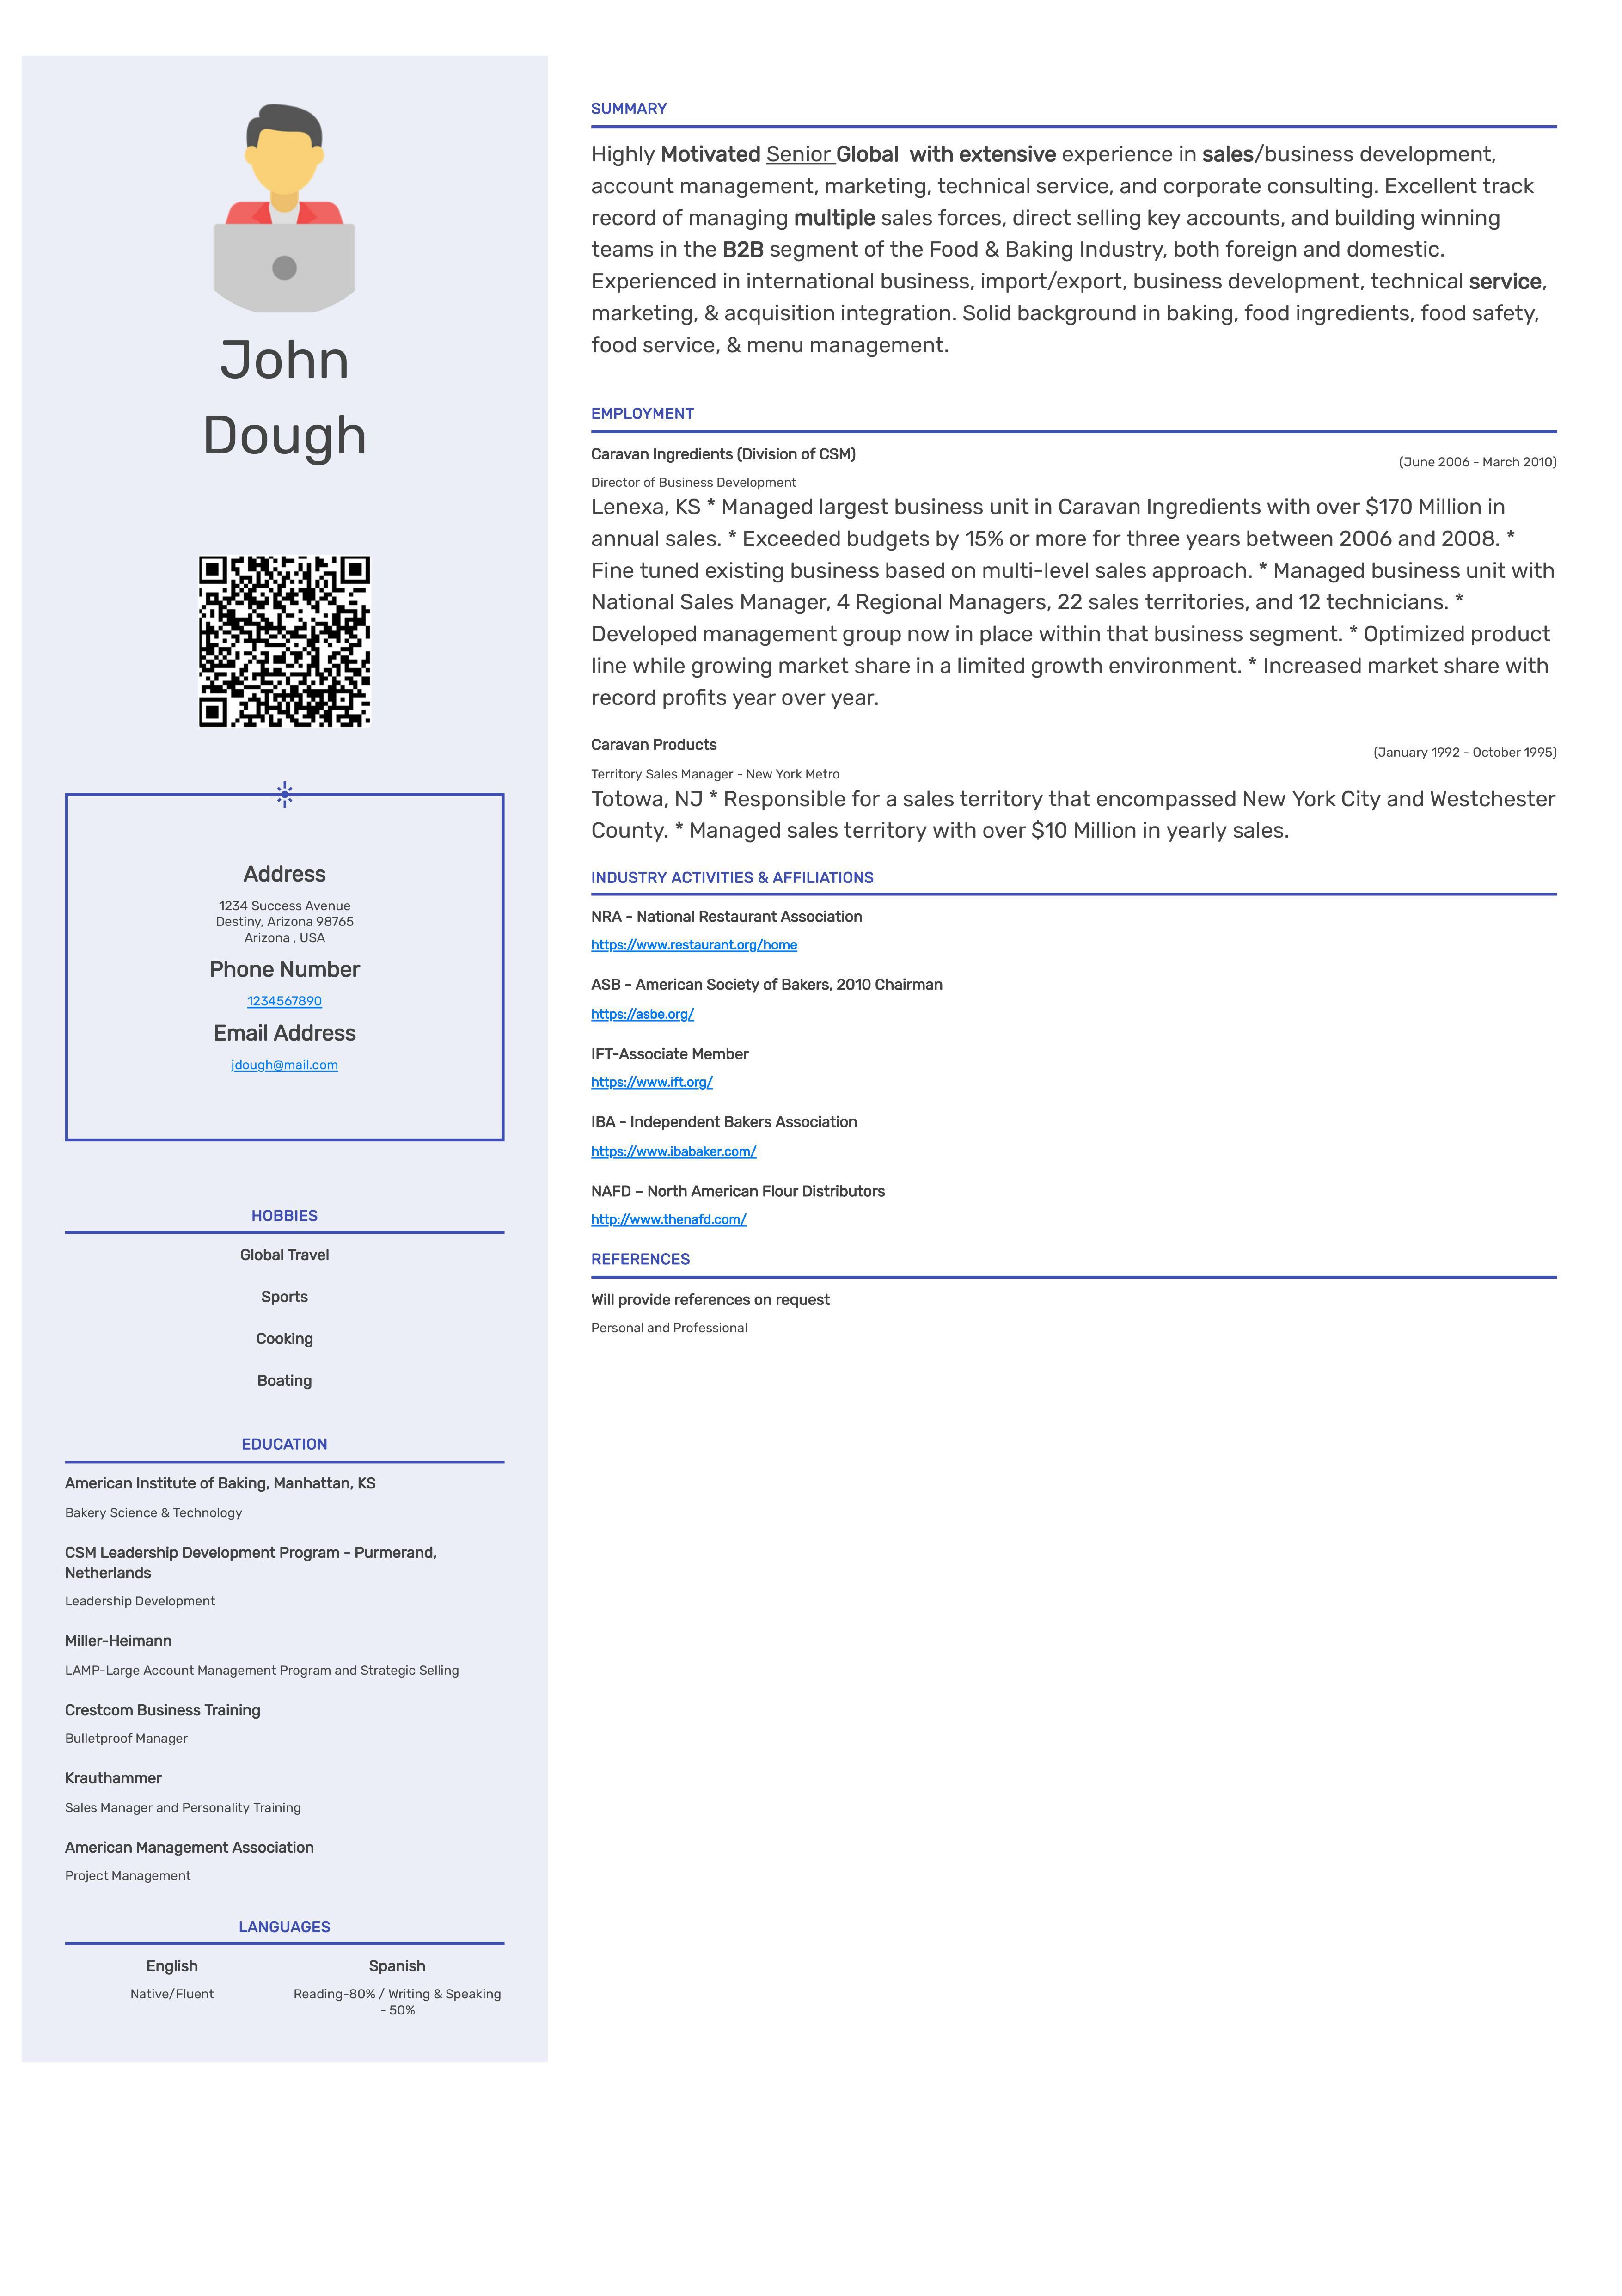 John
Dough
Address
1234 Success Avenue
Destiny, Arizona 98765
Arizona , USA
Phone Number
1234567890
Email Address
jdough@mail.com
HOBBIES
Global Travel
Sports
Cooking
Boating
EDUCATION
American Institute of Baking, Manhattan, KS
Bakery Science & Technology
CSM Leadership Development Program - Purmerand,
Netherlands
Leadership Development
Miller-Heimann
LAMP-Large Account Management Program and Strategic Selling
Crestcom Business Training
Bulletproof Manager
Krauthammer
Sales Manager and Personality Training
American Management Association
Project Management
LANGUAGES
English
Native/Fluent
Spanish
Reading-80% / Writing & Speaking
- 50%
SUMMARY
Highly Motivated Senior Global  with extensive experience in sales/business development,
account management, marketing, technical service, and corporate consulting. Excellent track
record of managing multiple sales forces, direct selling key accounts, and building winning
teams in the B2B segment of the Food & Baking Industry, both foreign and domestic.
Experienced in international business, import/export, business development, technical service,
marketing, & acquisition integration. Solid background in baking, food ingredients, food safety,
food service, & menu management.
EMPLOYMENT
Caravan Ingredients (Division of CSM)
(June 2006 - March 2010)
Director of Business Development
Lenexa, KS * Managed largest business unit in Caravan Ingredients with over $170 Million in
annual sales. * Exceeded budgets by 15% or more for three years between 2006 and 2008. *
Fine tuned existing business based on multi-level sales approach. * Managed business unit with
National Sales Manager, 4 Regional Managers, 22 sales territories, and 12 technicians. *
Developed management group now in place within that business segment. * Optimized product
line while growing market share in a limited growth environment. * Increased market share with
record profits year over year.
Caravan Products
(January 1992 - October 1995)
Territory Sales Manager - New York Metro
Totowa, NJ * Responsible for a sales territory that encompassed New York City and Westchester
County. * Managed sales territory with over $10 Million in yearly sales.
INDUSTRY ACTIVITIES & AFFILIATIONS
NRA - National Restaurant Association
https://www.restaurant.org/home
ASB - American Society of Bakers, 2010 Chairman
https://asbe.org/
IFT-Associate Member
https://www.ift.org/
IBA - Independent Bakers Association
https://www.ibabaker.com/
NAFD – North American Flour Distributors
http://www.thenafd.com/
REFERENCES
Will provide references on request
Personal and Professional